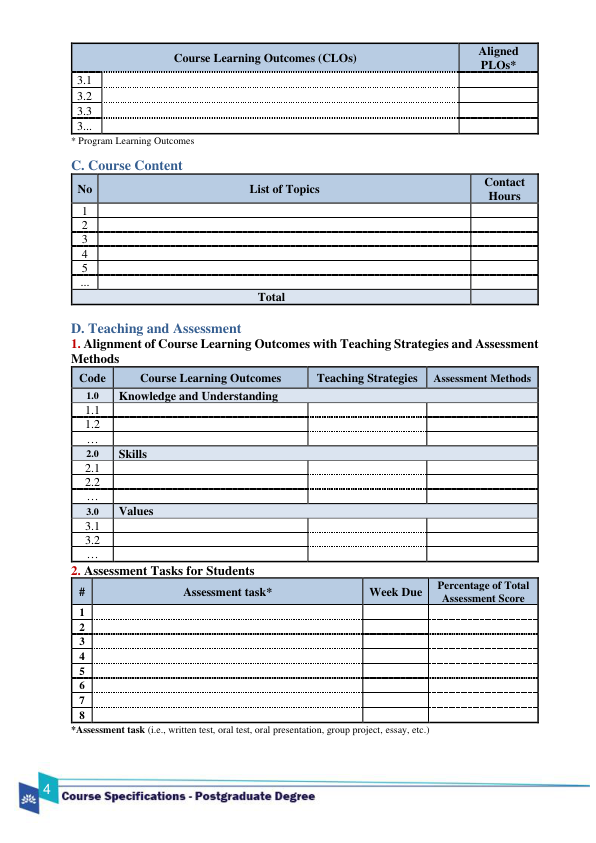 Course Learning Outcomes (CLOs) Aligned PLOs*
3.1
3.2
3.3
3...
* Program Learning Outcomes
C. Course Content
No List of Topics Contact Hours
1
2
3
4
5
...
Total
D. Teaching and Assessment
1. Alignment of Course Learning Outcomes with Teaching Strategies and Assessment
Methods
Code Course Learning Outcomes Teaching Strategies Assessment Methods
1.0 Knowledge and Understanding
1.1
1.2
…
2.0 Skills
2.1
2.2
…
3.0 Values
3.1
3.2
…
2. Assessment Tasks for Students
# Assessment task* Week Due Percentage of Total Assessment Score
1
2
3
4
5
6
7
8
*Assessment task (i.e., written test, oral test, oral presentation, group project, essay, etc.)
4
Course Specifications - Postgraduate Degree